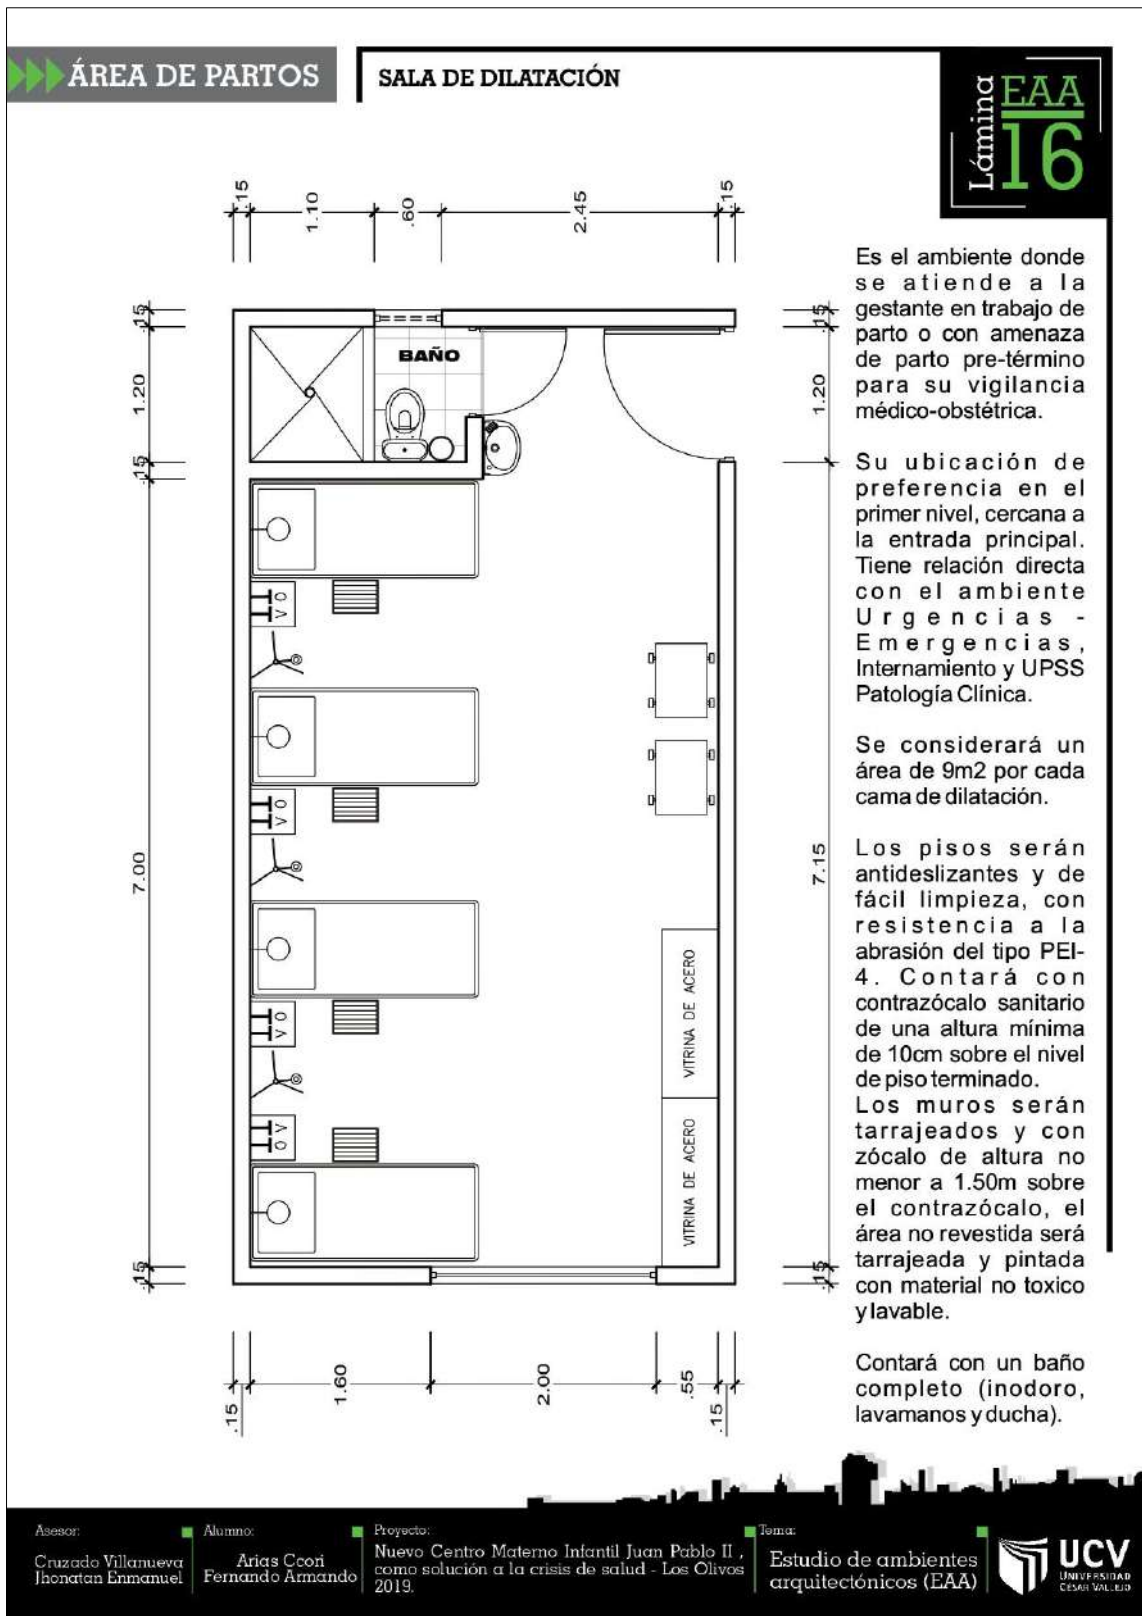 ÁREA DE PARTOS
SALA DE DILATACIÓN
Lámina
EAA
16
.15
1.10
.60
2.45
.15
.15
1.20
.15
7.00
.15
.15
1.20
7.15
.15
BAÑO
O
V
O
V
O
V
V
O
VITRINA DE ACERO
VITRINA DE ACERO
.15
1.60
2.00
.55
.15
Es el ambiente donde
se atiende a la
gestante en trabajo de
parto o con amenaza
de parto pre-término
para su vigilancia
médico-obstétrica.
Su ubicación de
preferencia en el
primer nivel, cercana a
la entrada principal.
Tiene relación directa
con el ambiente
Urgencias -
Emergencias,
Internamiento y UPSS
Patología Clínica.
Se considerará un
área de 9m2 por cada
cama de dilatación.
Los pisos serán
antideslizantes y de
fácil limpieza, con
resistencia a la
abrasión del tipo PEI-
4. Contará con
contrazócalo sanitario
de una altura mínima
de 10cm sobre el nivel
de piso terminado.
Los muros serán
tarrajeados y con
zócalo de altura no
menor a 1.50m sobre
el contrazócalo, el
área no revestida será
tarrajeada y pintada
con material no toxico
y lavable.
Contará con un baño
completo (inodoro,
lavamanos y ducha).
Asesor:
Cruzado Villanueva
Jhonatan Enmanuel
Alumno:
Arias Ccori
Fernando Armando
Proyecto:
Nuevo Centro Materno Infantil Juan Pablo II ,
como solución a la crisis de salud - Los Olivos
2019.
Tema:
Estudio de ambientes
arquitectónicos (EAA)
UCV
UNIVERSIDAD
CÉSAR VALLEJO